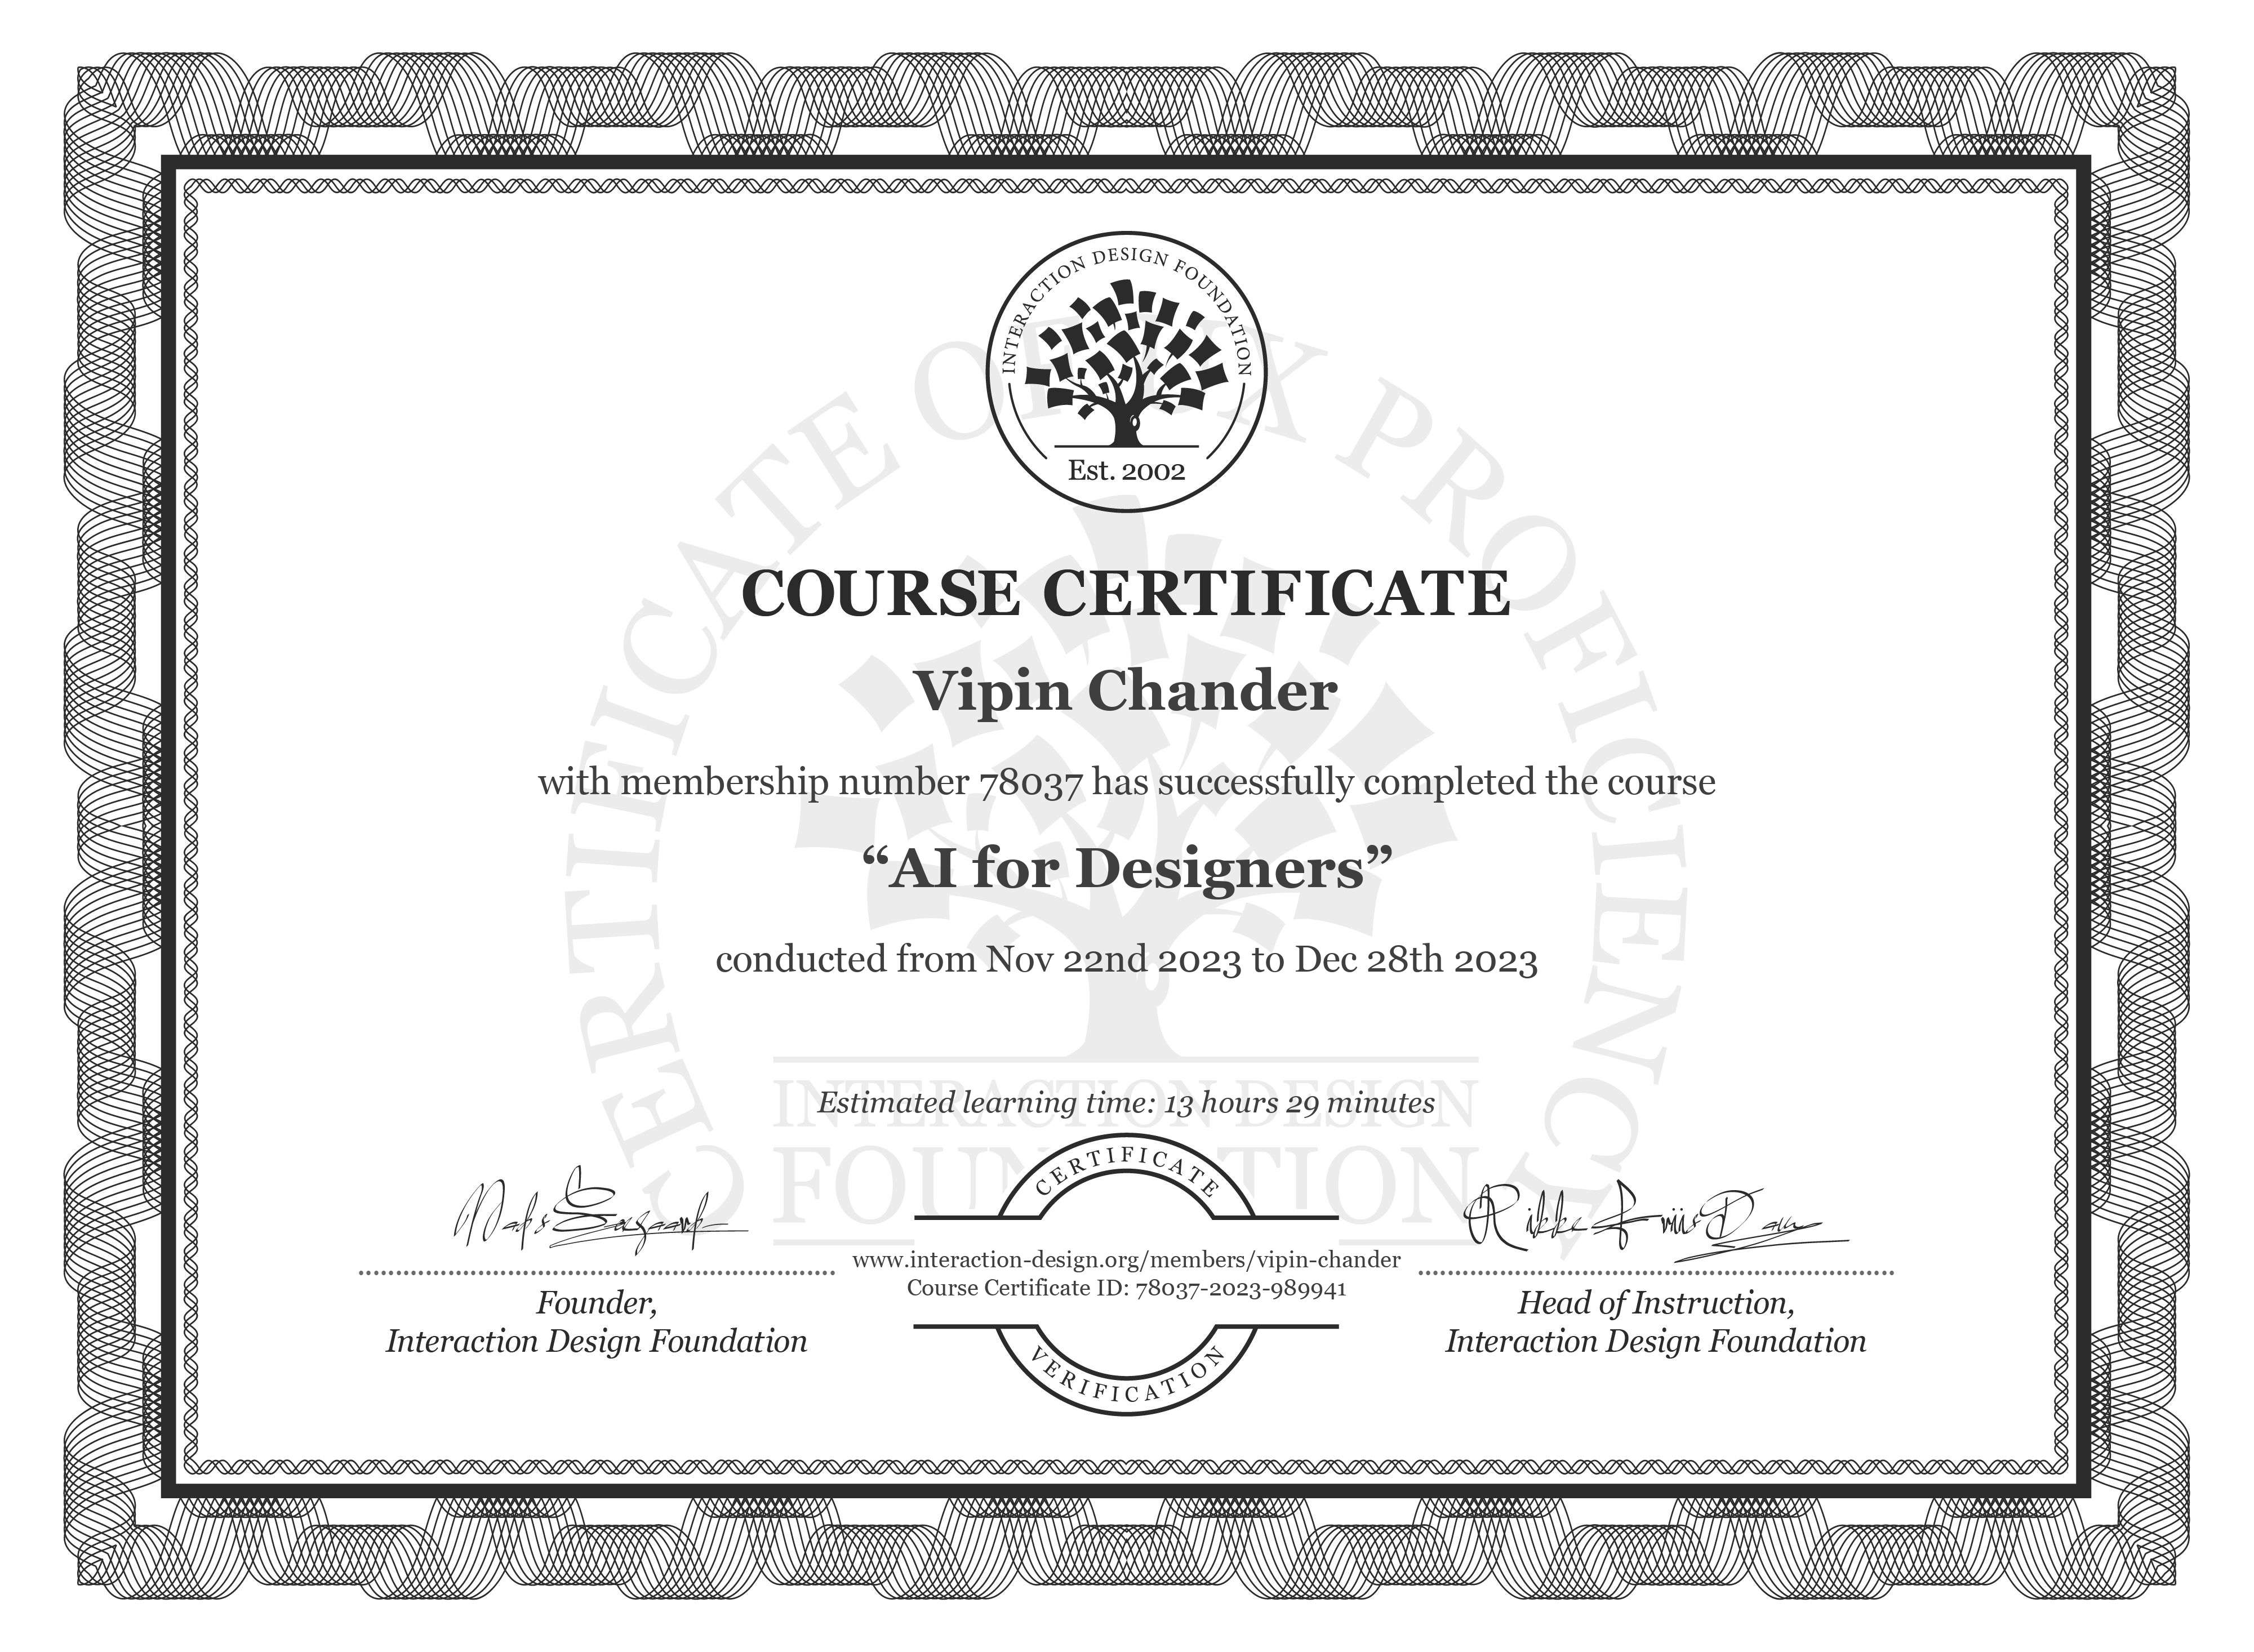 INTERACTION DESIGN FOUNDATION
Est. 2002
CERTIFICATE OF UX PROFICIENCY
COURSE CERTIFICATE
Vipin Chander
with membership number 78037 has successfully completed the course
“AI for Designers”
conducted from Nov 22nd 2023 to Dec 28th 2023
INTERACTION DESIGN
FOUNDATION
Estimated learning time: 13 hours 29 minutes
CERTIFICATE
www.interaction-design.org/members/vipin-chander
Course Certificate ID: 78037-2023-989941
VERIFICATION
Founder,
Interaction Design Foundation
Rikke Friis Dam
Head of Instruction,
Interaction Design Foundation